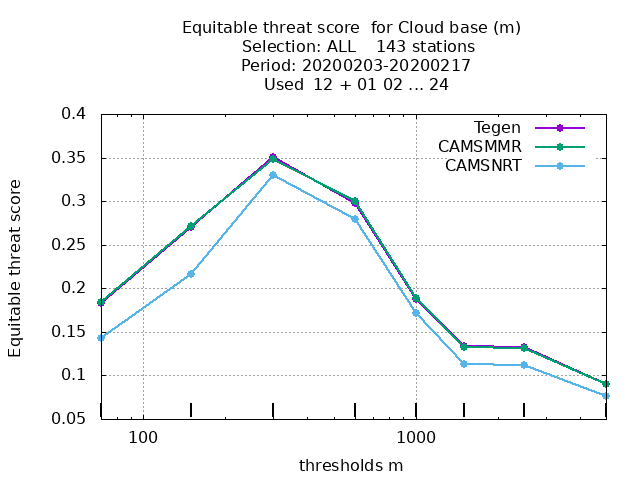 Equitable threat score  for Cloud base (m)
Selection: ALL    143 stations
Period: 20200203-20200217
Used  12 + 01 02 ... 24
Tegen
CAMSMMR
CAMSNRT
0.4
0.35
0.3
0.25
0.2
0.15
0.1
0.05
Equitable threat score
100
1000
thresholds m